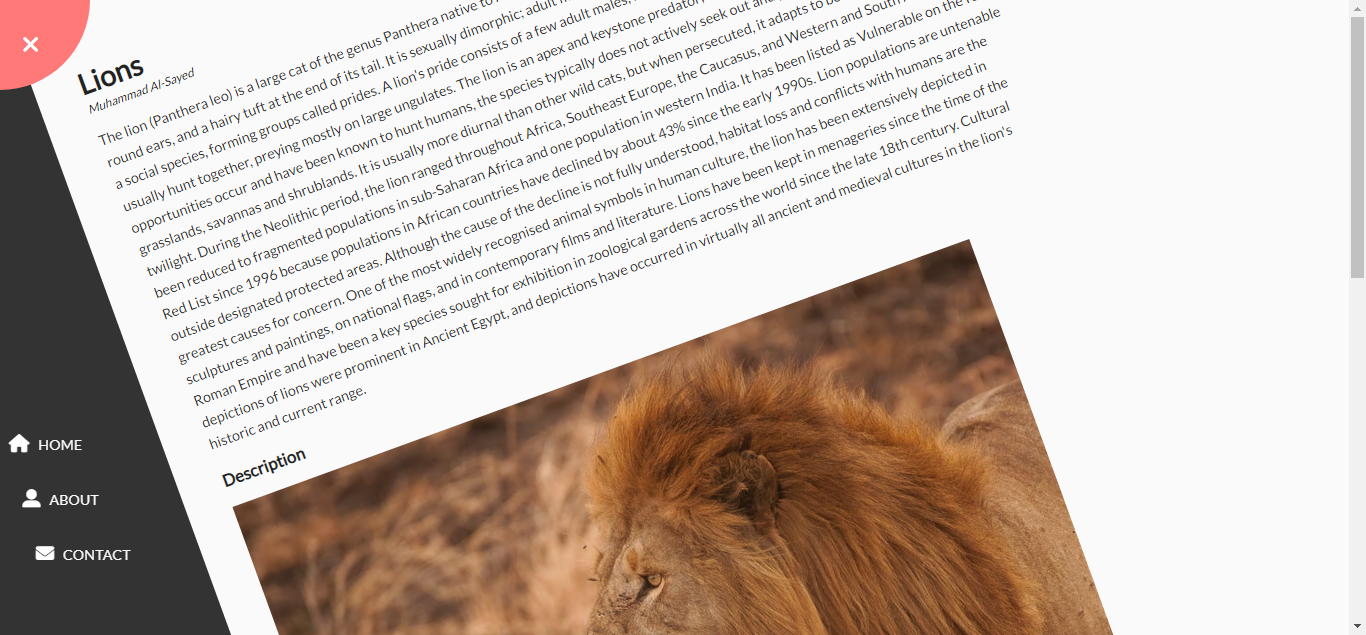 Lions
Muhammad Al-Sayed
The lion (Panthera leo) is a large cat of the genus Panthera native to
round ears, and a hairy tuft at the end of its tail. It is sexually dimorphic; adult
a social species, forming groups called prides. A lion's pride consists of a few adult males,
usually hunt together, preying mostly on large ungulates. The lion is an apex and keystone predator
opportunities occur and have been known to hunt humans, the species typically does not actively seek out and
grasslands, savannas and shrublands. It is usually more diurnal than other wild cats, but when persecuted, it adapts to
twilight. During the Neolithic period, the lion ranged throughout Africa, Southeast Europe, the Caucasus, and Western and South
been reduced to fragmented populations in sub-Saharan Africa and one population in western India. It has been listed as Vulnerable on the
Red List since 1996 because populations in African countries have declined by about 43% since the early 1990s. Lion populations are untenable
outside designated protected areas. Although the cause of the decline is not fully understood, habitat loss and conflicts with humans are the
greatest causes for concern. One of the most widely recognised animal symbols in human culture, the lion has been extensively depicted in
sculptures and paintings, on national flags, and in contemporary films and literature. Lions have been kept in menageries since the time of the
Roman Empire and have been a key species sought for exhibition in zoological gardens across the world since the late 18th century. Cultural
depictions of lions were prominent in Ancient Egypt, and depictions have occurred in virtually all ancient and medieval cultures in the lion's
historic and current range.
Description
HOME
ABOUT
CONTACT